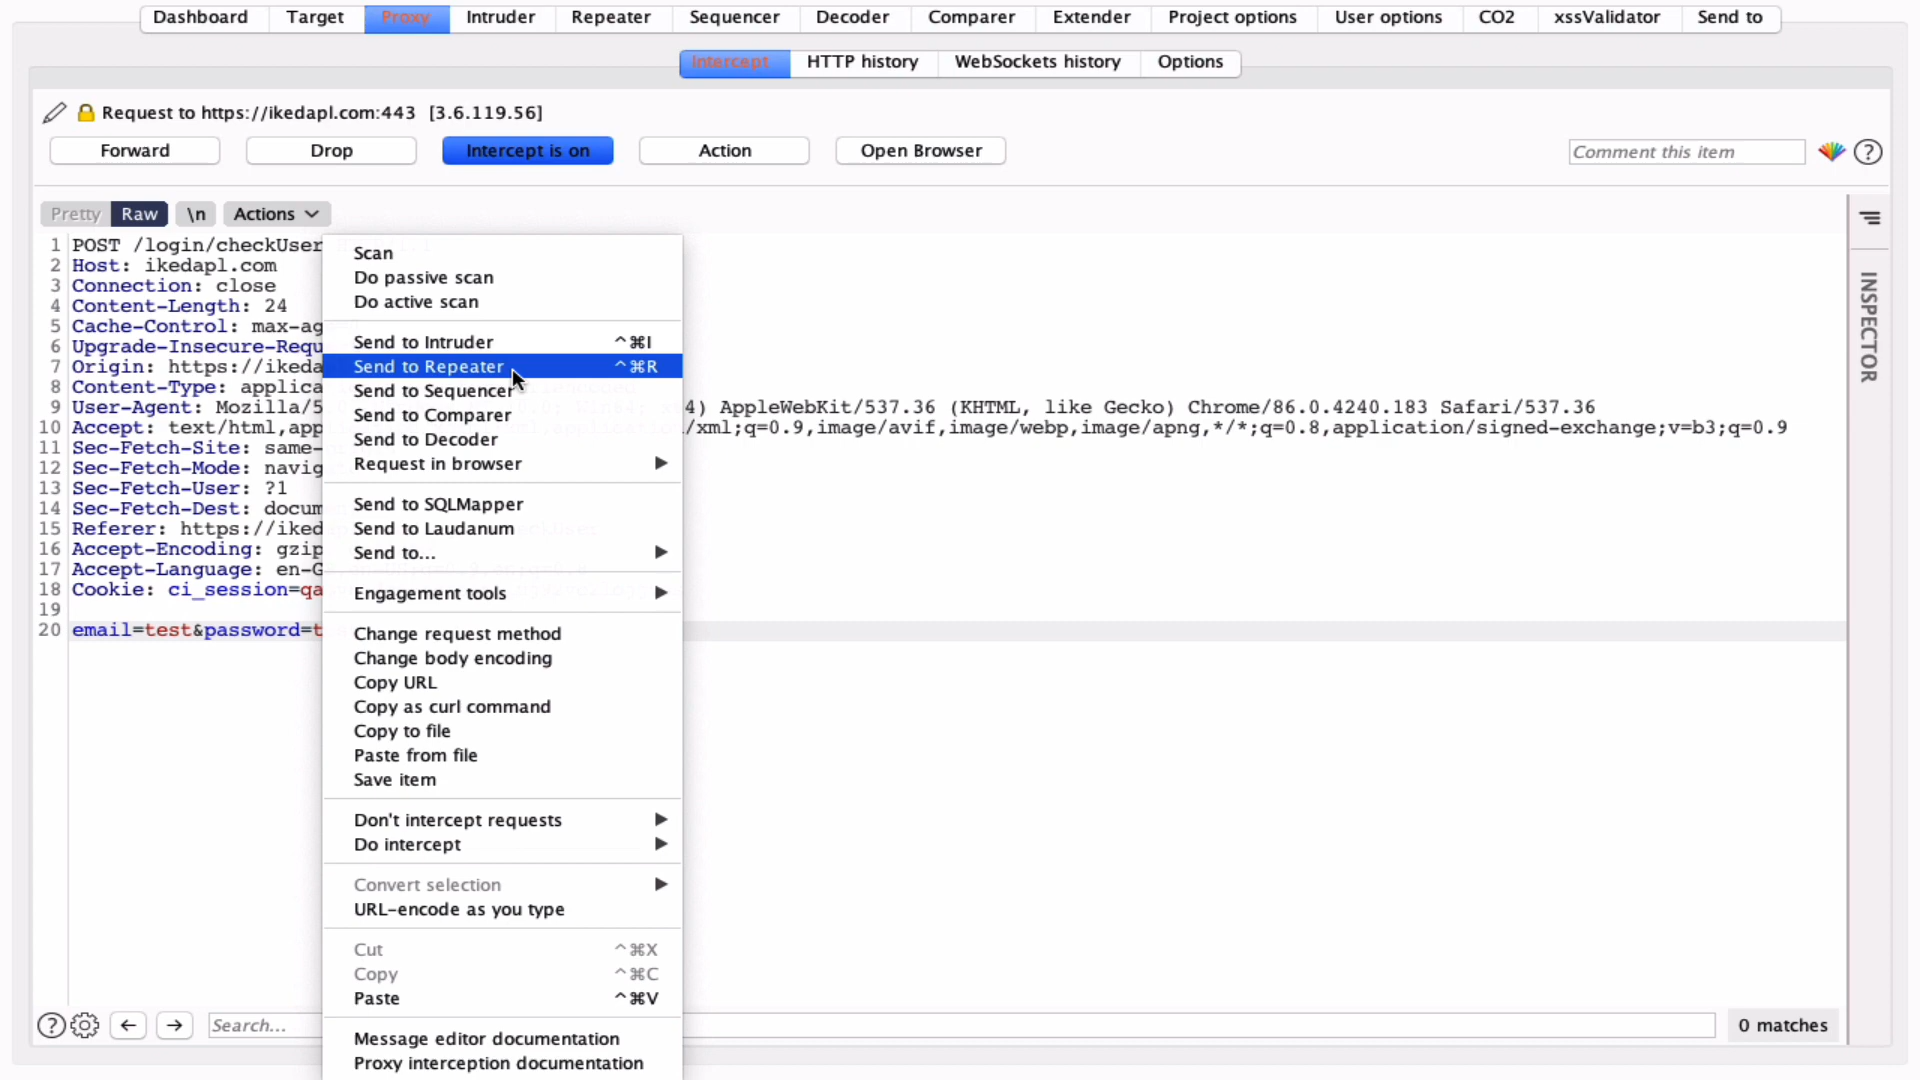 Dashboard Target Proxy Intruder Repeater Sequencer Decoder Comparer Extender Project options User options CO2 xssValidator Send to
Intercept HTTP history WebSockets history Options
Request to https://ikedapl.com:443 [3.6.119.56]
Forward Drop Intercept is on Action Open Browser Comment this item ?
Pretty Raw \n Actions
INSPECTOR
1 POST /login/checkUser
2 Host: ikedapl.com
3 Connection: close
4 Content-Length: 24
5 Cache-Control: max-ag
6 Upgrade-Insecure-Requ
7 Origin: https://ikeda
8 Content-Type: applica
9 User-Agent: Mozilla/5 4) AppleWebKit/537.36 (KHTML, like Gecko) Chrome/86.0.4240.183 Safari/537.36
10 Accept: text/html,app /xml;q=0.9,image/avif,image/webp,image/apng,*/*;q=0.8,application/signed-exchange;v=b3;q=0.9
11 Sec-Fetch-Site: same-
12 Sec-Fetch-Mode: navig
13 Sec-Fetch-User: ?1
14 Sec-Fetch-Dest: docum
15 Referer: https://iked
16 Accept-Encoding: gzip
17 Accept-Language: en-G
18 Cookie: ci_session=qa
19
20 email=test&password=t
Scan
Do passive scan
Do active scan
Send to Intruder ^⌘I
Send to Repeater ^⌘R
Send to Sequencer
Send to Comparer
Send to Decoder
Request in browser
Send to SQLMapper
Send to Laudanum
Send to...
Engagement tools
Change request method
Change body encoding
Copy URL
Copy as curl command
Copy to file
Paste from file
Save item
Don't intercept requests
Do intercept
Convert selection
URL-encode as you type
Cut ^⌘X
Copy ^⌘C
Paste ^⌘V
Message editor documentation
Proxy interception documentation
? Search... 0 matches